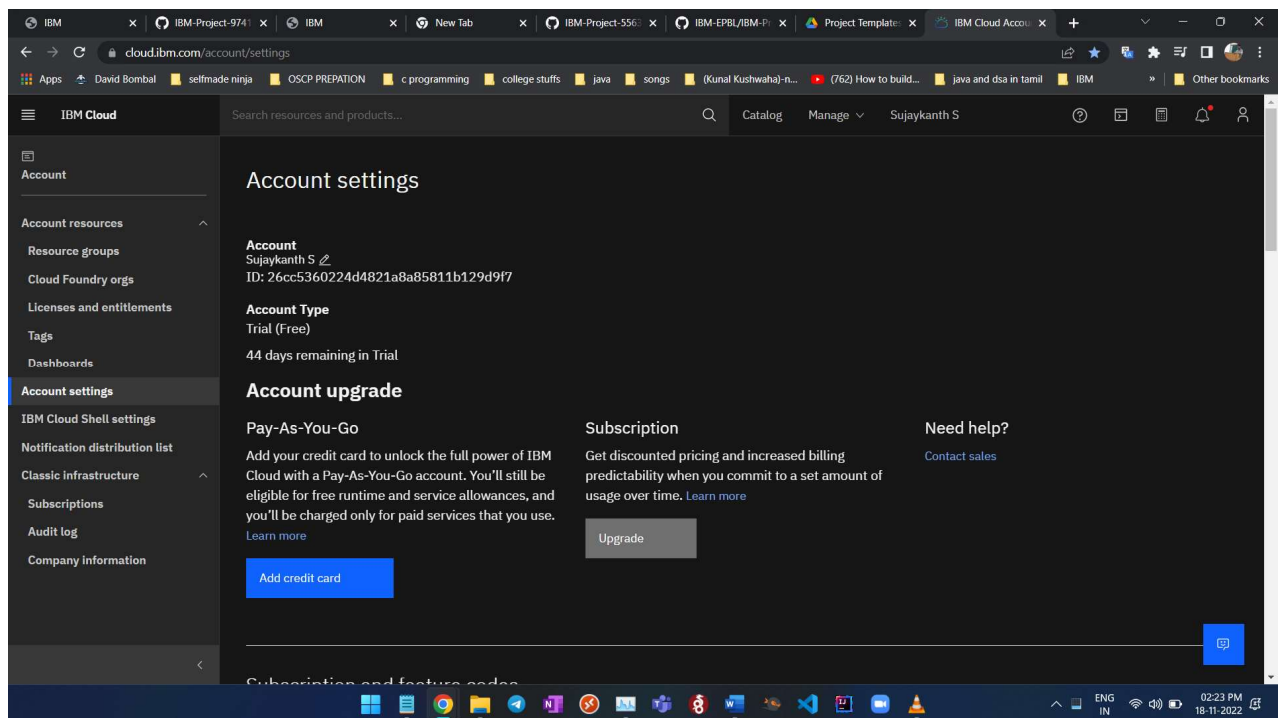 IBM
IBM-Project-9741
IBM
New Tab
IBM-Project-5563
IBM-EPBL/IBM-Pr
Project Templates
IBM Cloud Accou
cloud.ibm.com/account/settings
Apps
David Bombal
selfmade ninja
OSCP PREPATION
c programming
college stuffs
java
songs
(Kunal Kushwaha)-n...
(762) How to build...
java and dsa in tamil
IBM
»
Other bookmarks
IBM Cloud
Search resources and products...
Catalog
Manage
Sujaykanth S
Account
Account resources
Resource groups
Cloud Foundry orgs
Licenses and entitlements
Tags
Dashboards
Account settings
IBM Cloud Shell settings
Notification distribution list
Classic infrastructure
Subscriptions
Audit log
Company information
Account settings
Account
Sujaykanth S
ID: 26cc5360224d4821a8a85811b129d9f7
Account Type
Trial (Free)
44 days remaining in Trial
Account upgrade
Pay-As-You-Go
Add your credit card to unlock the full power of IBM
Cloud with a Pay-As-You-Go account. You'll still be
eligible for free runtime and service allowances, and
you'll be charged only for paid services that you use.
Learn more
Add credit card
Subscription
Get discounted pricing and increased billing
predictability when you commit to a set amount of
usage over time. Learn more
Upgrade
Need help?
Contact sales
Subscription and feature codes
ENG
IN
02:23 PM
18-11-2022